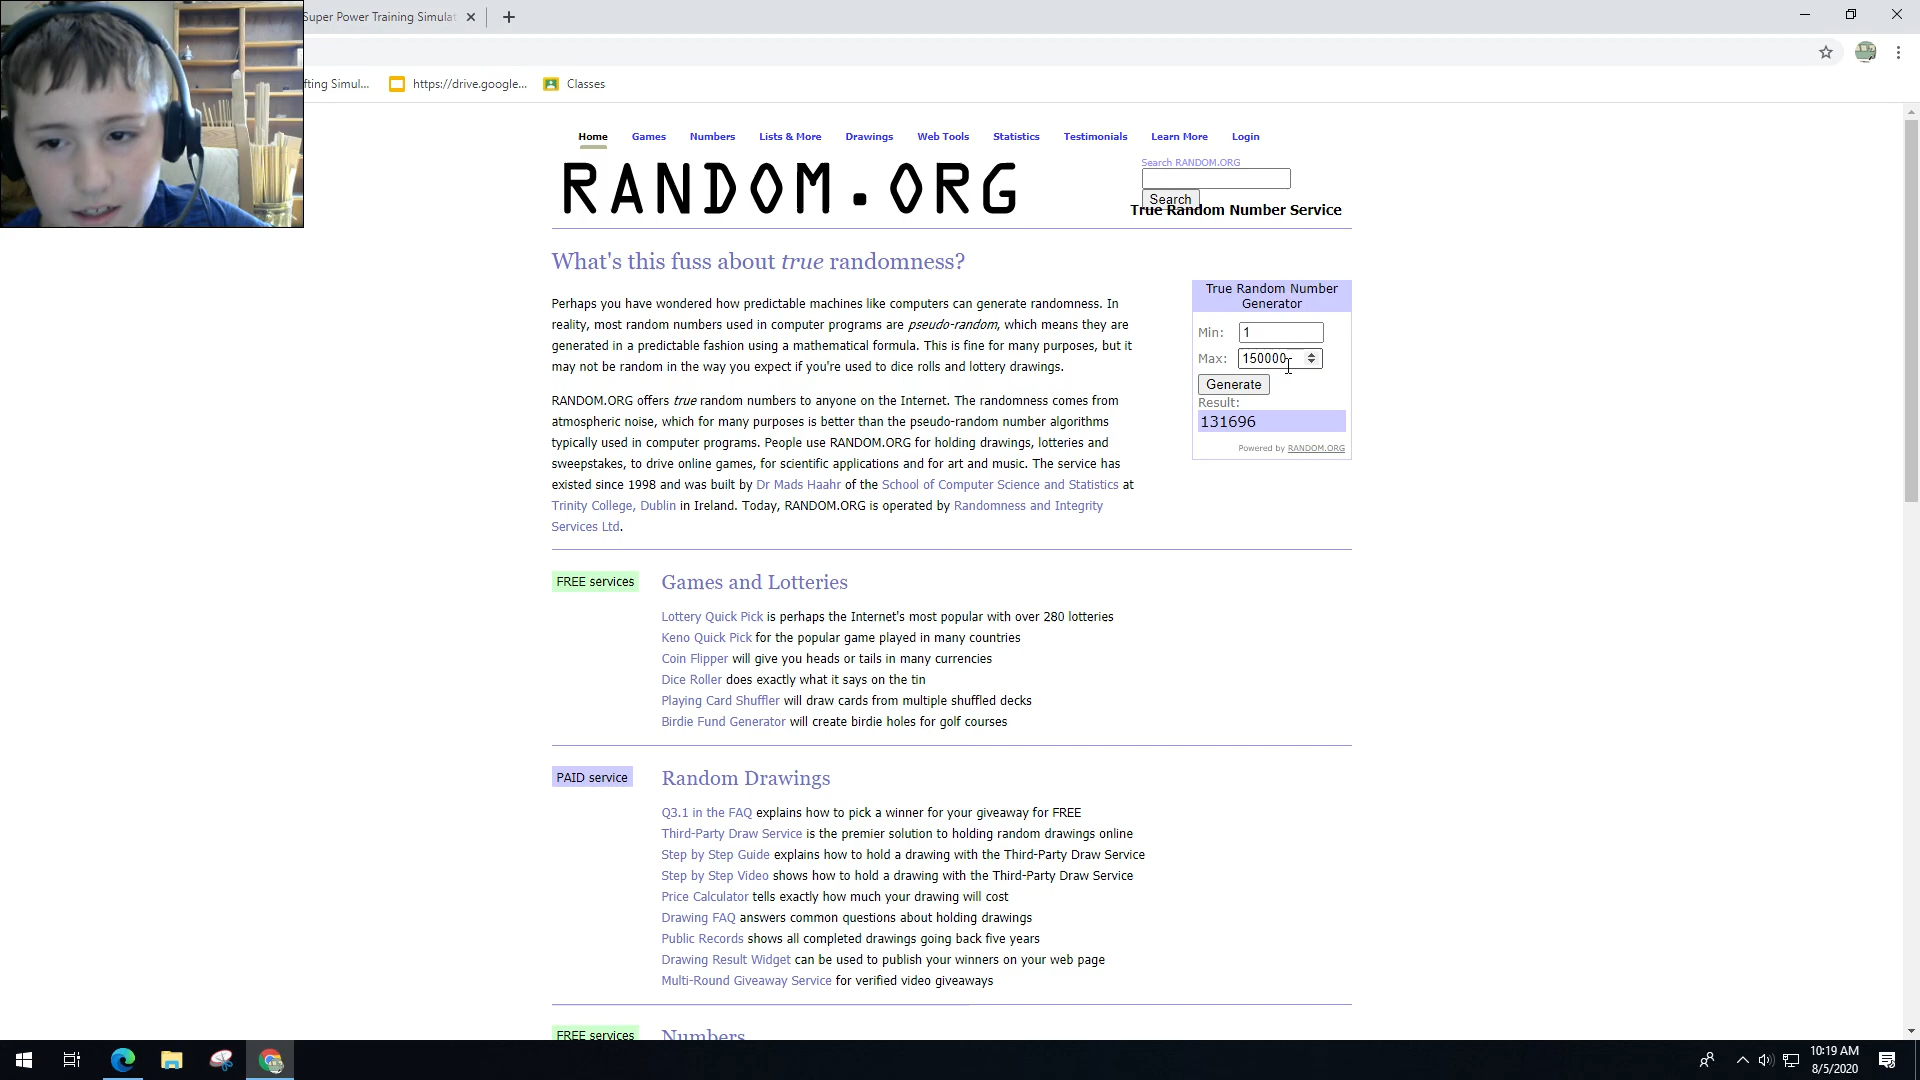 Super Power Training Simulat
fting Simul...
https://drive.google...
Classes
Home
Games
Numbers
Lists & More
Drawings
Web Tools
Statistics
Testimonials
Learn More
Login
RANDOM.ORG
Search RANDOM.ORG
Search
True Random Number Service
What's this fuss about true randomness?
Perhaps you have wondered how predictable machines like computers can generate randomness. In
reality, most random numbers used in computer programs are pseudo-random, which means they are
generated in a predictable fashion using a mathematical formula. This is fine for many purposes, but it
may not be random in the way you expect if you're used to dice rolls and lottery drawings.
RANDOM.ORG offers true random numbers to anyone on the Internet. The randomness comes from
atmospheric noise, which for many purposes is better than the pseudo-random number algorithms
typically used in computer programs. People use RANDOM.ORG for holding drawings, lotteries and
sweepstakes, to drive online games, for scientific applications and for art and music. The service has
existed since 1998 and was built by Dr Mads Haahr of the School of Computer Science and Statistics at
Trinity College, Dublin in Ireland. Today, RANDOM.ORG is operated by Randomness and Integrity
Services Ltd.
True Random Number
Generator
Min: 1
Max: 150000
Generate
Result:
131696
Powered by RANDOM.ORG
FREE services
Games and Lotteries
Lottery Quick Pick is perhaps the Internet's most popular with over 280 lotteries
Keno Quick Pick for the popular game played in many countries
Coin Flipper will give you heads or tails in many currencies
Dice Roller does exactly what it says on the tin
Playing Card Shuffler will draw cards from multiple shuffled decks
Birdie Fund Generator will create birdie holes for golf courses
PAID service
Random Drawings
Q3.1 in the FAQ explains how to pick a winner for your giveaway for FREE
Third-Party Draw Service is the premier solution to holding random drawings online
Step by Step Guide explains how to hold a drawing with the Third-Party Draw Service
Step by Step Video shows how to hold a drawing with the Third-Party Draw Service
Price Calculator tells exactly how much your drawing will cost
Drawing FAQ answers common questions about holding drawings
Public Records shows all completed drawings going back five years
Drawing Result Widget can be used to publish your winners on your web page
Multi-Round Giveaway Service for verified video giveaways
FREE services
Numbers
10:19 AM
8/5/2020